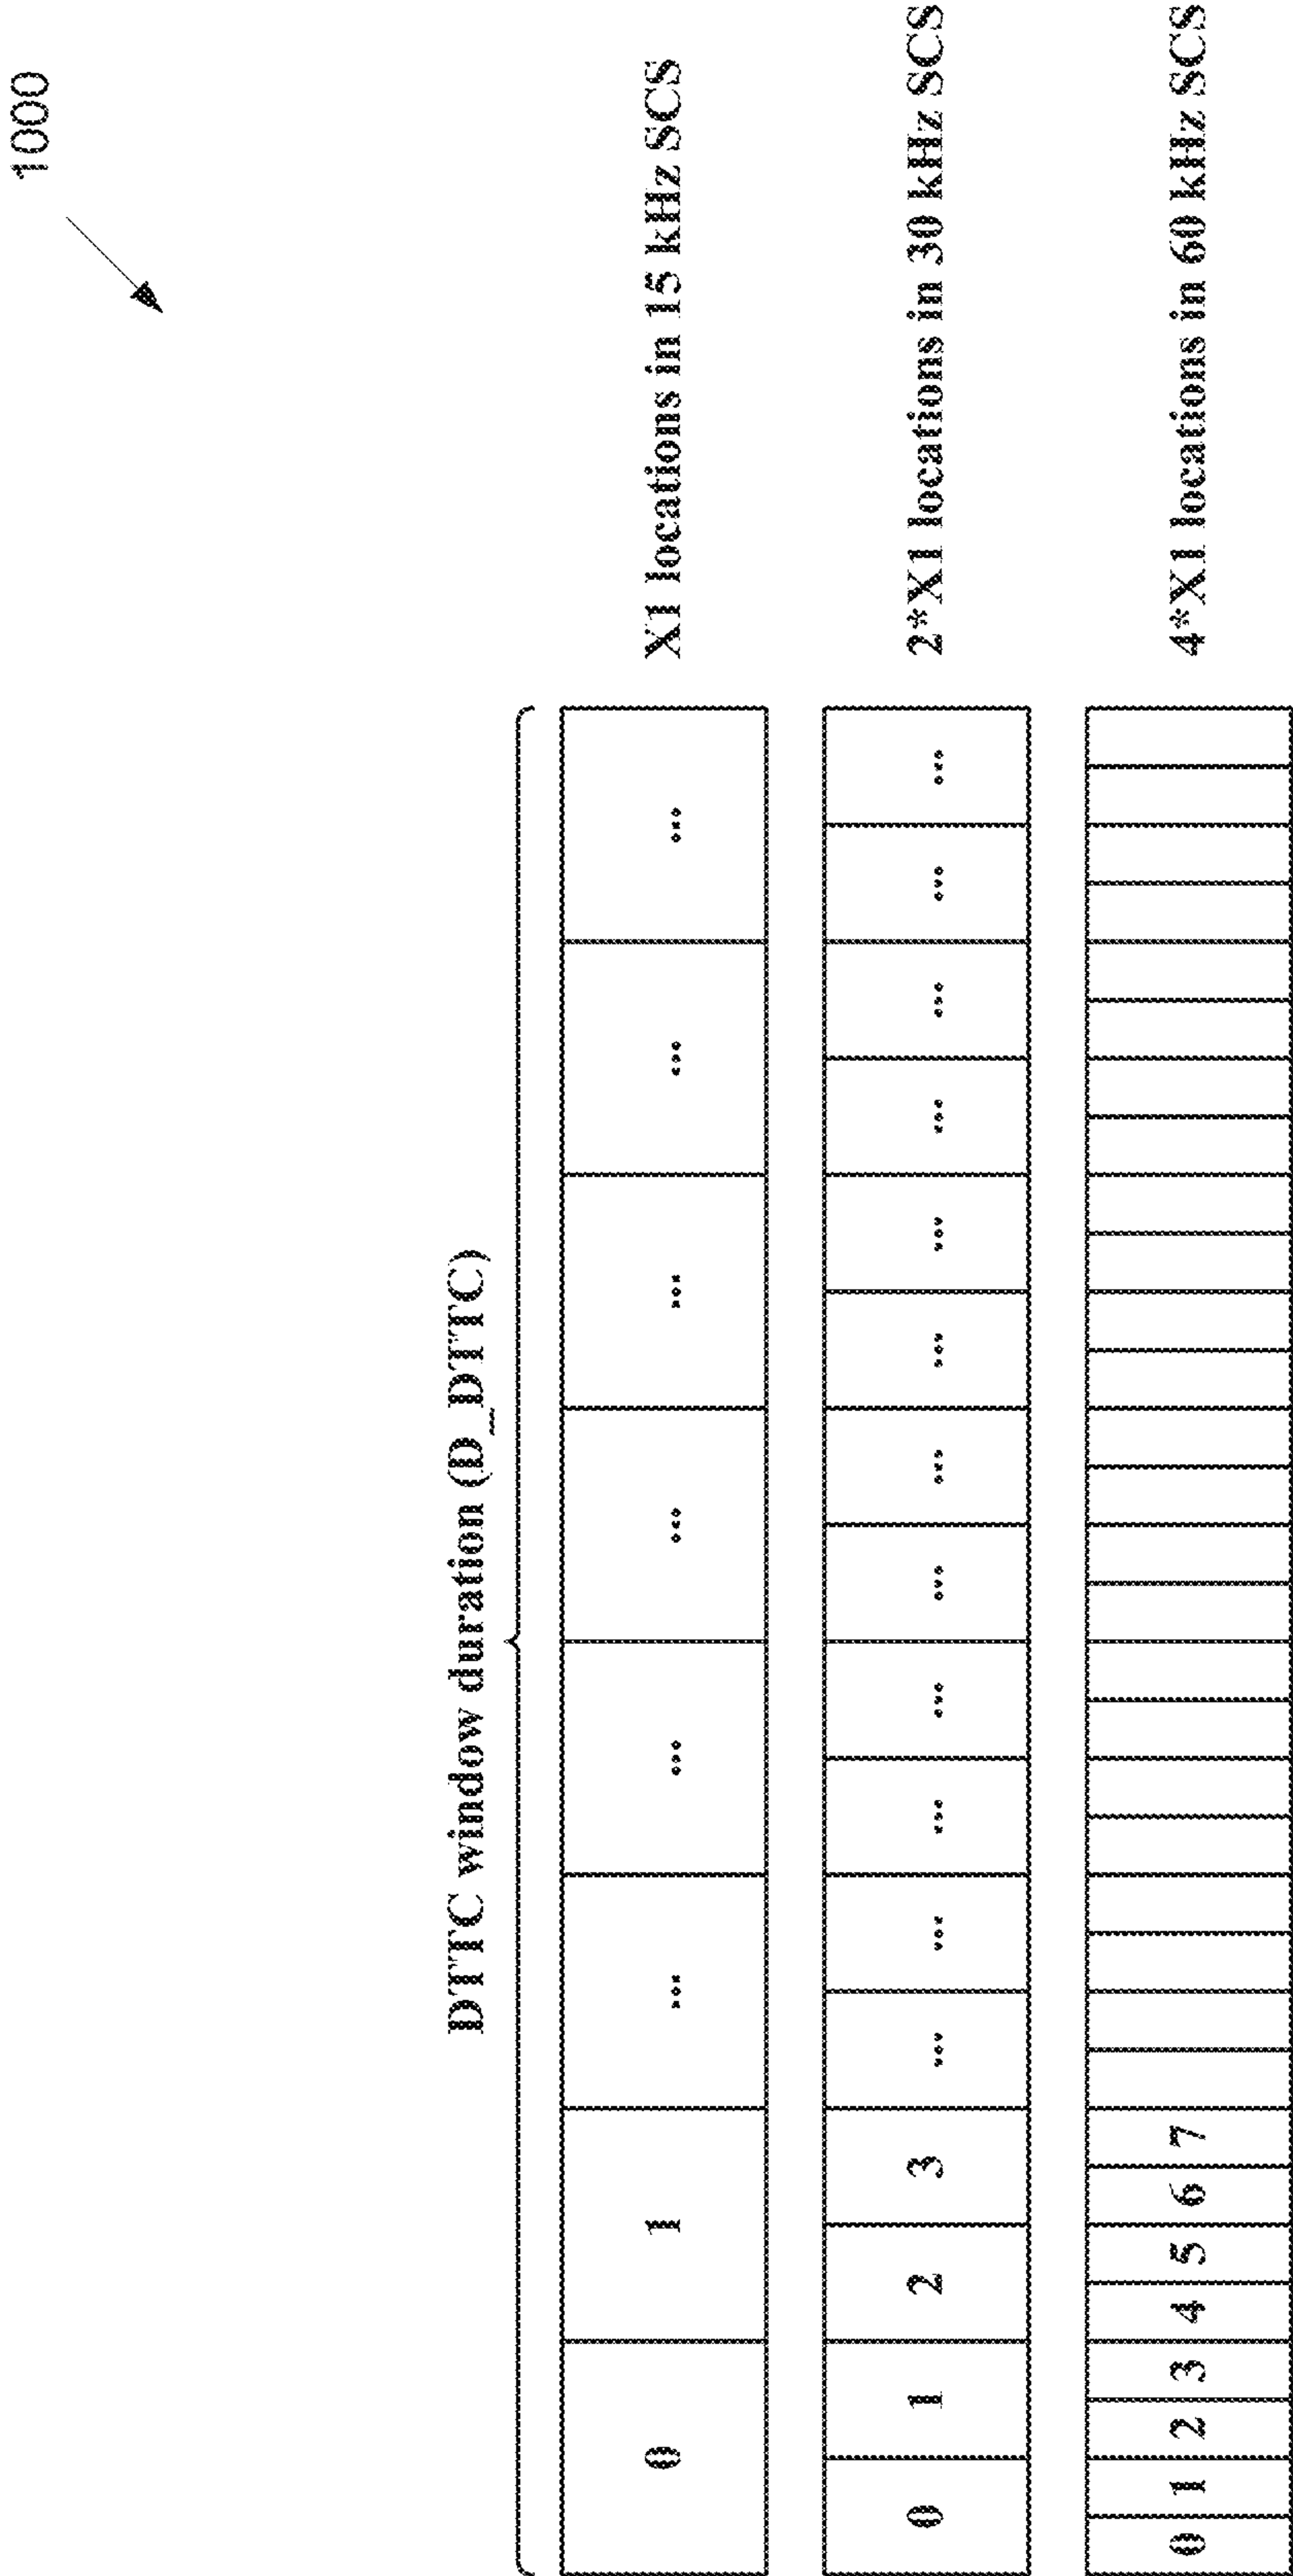 1000
DTTC window duration (D_DTTC)
0 1 ... ... ... ... ... ... X1 locations in 15 kHz SCS
0 1 2 3 ... ... ... ... ... ... ... ... ... ... ... ... 2*X1 locations in 30 kHz SCS
0 1 2 3 4 5 6 7 4*X1 locations in 60 kHz SCS